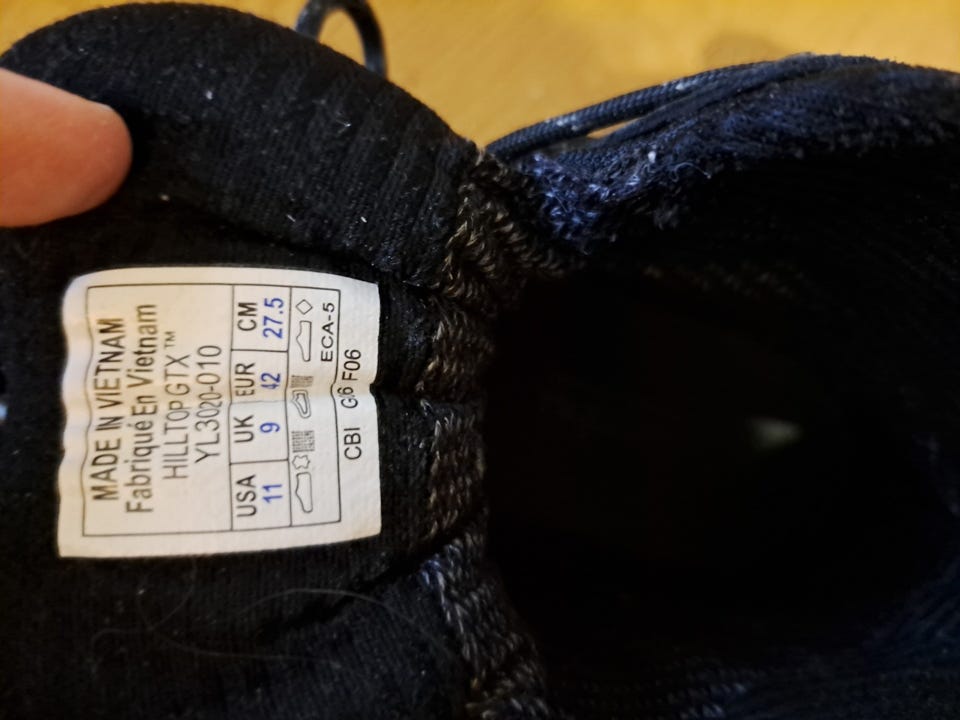 MADE IN VIETNAM
Fabriqué En Vietnam
HILLTOP GTX™
YL3020-010
USA UK EUR CM
11 9 42 27.5
ECA-5
CBI G6 F06